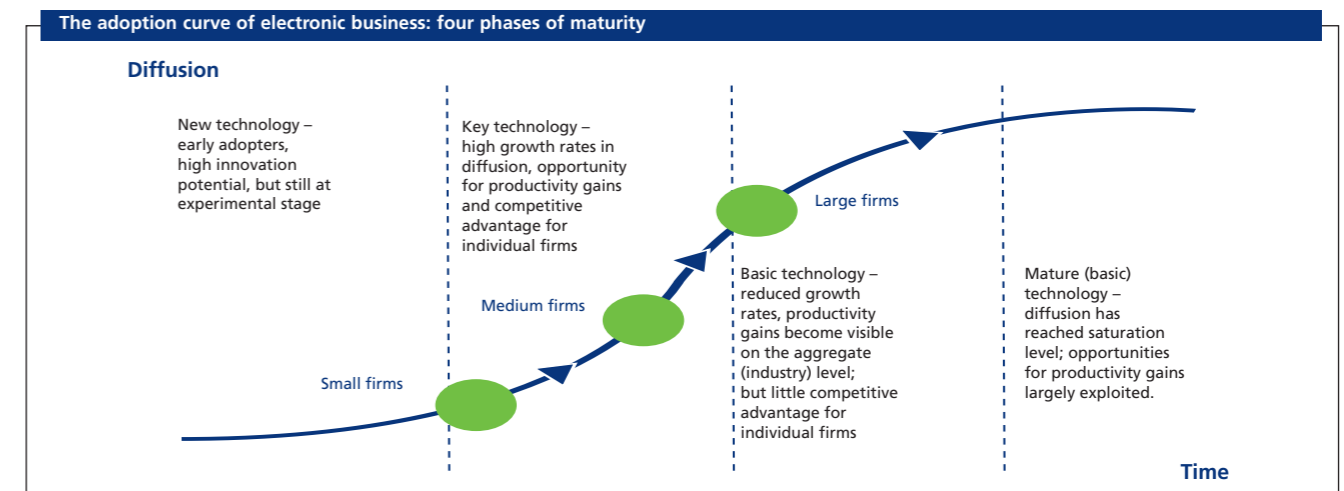 The adoption curve of electronic business: four phases of maturity
Diffusion
New technology –
early adopters,
high innovation
potential, but still at
experimental stage
Key technology –
high growth rates in
diffusion, opportunity
for productivity gains
and competitive
advantage for
individual firms
Large firms
Medium firms
Small firms
Basic technology –
reduced growth
rates, productivity
gains become visible
on the aggregate
(industry) level;
but little competitive
advantage for
individual firms
Mature (basic)
technology –
diffusion has
reached saturation
level; opportunities
for productivity gains
largely exploited.
Time